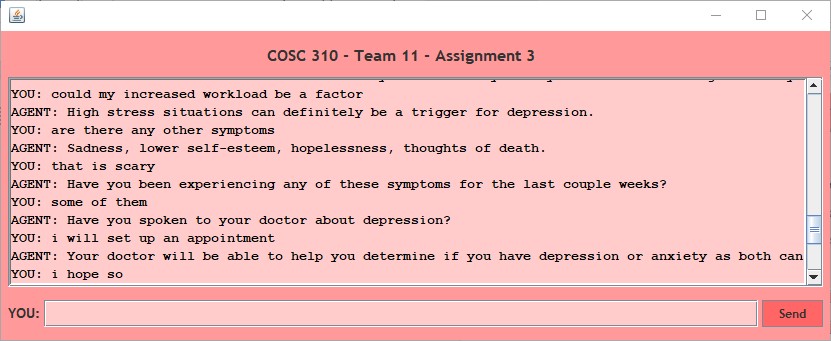 COSC 310 - Team 11 - Assignment 3
YOU: could my increased workload be a factor
AGENT: High stress situations can definitely be a trigger for depression.
YOU: are there any other symptoms
AGENT: Sadness, lower self-esteem, hopelessness, thoughts of death.
YOU: that is scary
AGENT: Have you been experiencing any of these symptoms for the last couple weeks?
YOU: some of them
AGENT: Have you spoken to your doctor about depression?
YOU: i will set up an appointment
AGENT: Your doctor will be able to help you determine if you have depression or anxiety as both can
YOU: i hope so
YOU:
Send